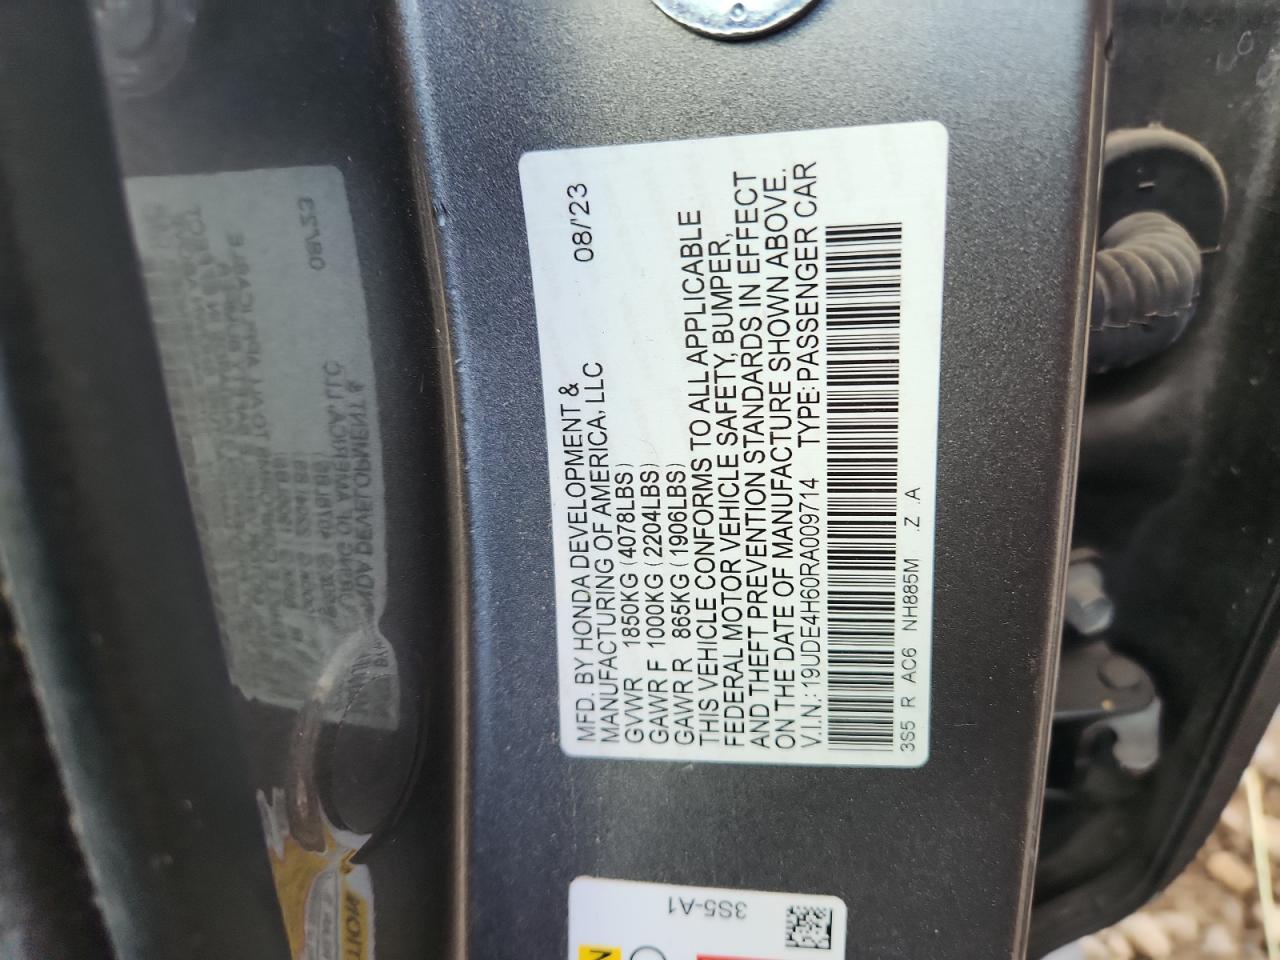 MFD. BY HONDA DEVELOPMENT &
MANUFACTURING OF AMERICA, LLC 08/'23
GVWR 1850KG (4078LBS)
GAWR F 1000KG (2204LBS)
GAWR R 865KG (1906LBS)
THIS VEHICLE CONFORMS TO ALL APPLICABLE
FEDERAL MOTOR VEHICLE SAFETY, BUMPER,
AND THEFT PREVENTION STANDARDS IN EFFECT
ON THE DATE OF MANUFACTURE SHOWN ABOVE.
V.I.N.: 19UDE4H60RA009714 TYPE: PASSENGER CAR
3S5 R AC6 NH885M .Z .A
3S5-A1